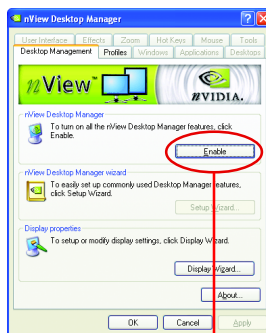 nView Desktop Manager
User Interface Effects Zoom Hot Keys Mouse Tools
Desktop Management Profiles Windows Applications Desktops
nView™
NVIDIA.
nView Desktop Manager
To turn on all the nView Desktop Manager features, click
Enable.
Enable
nView Desktop Manager wizard
To easily set up commonly used Desktop Manager features,
click Setup Wizard.
Setup Wizard...
Display properties
To setup or modify display settings, click Display Wizard.
Display Wizard...
About...
OK Cancel Apply